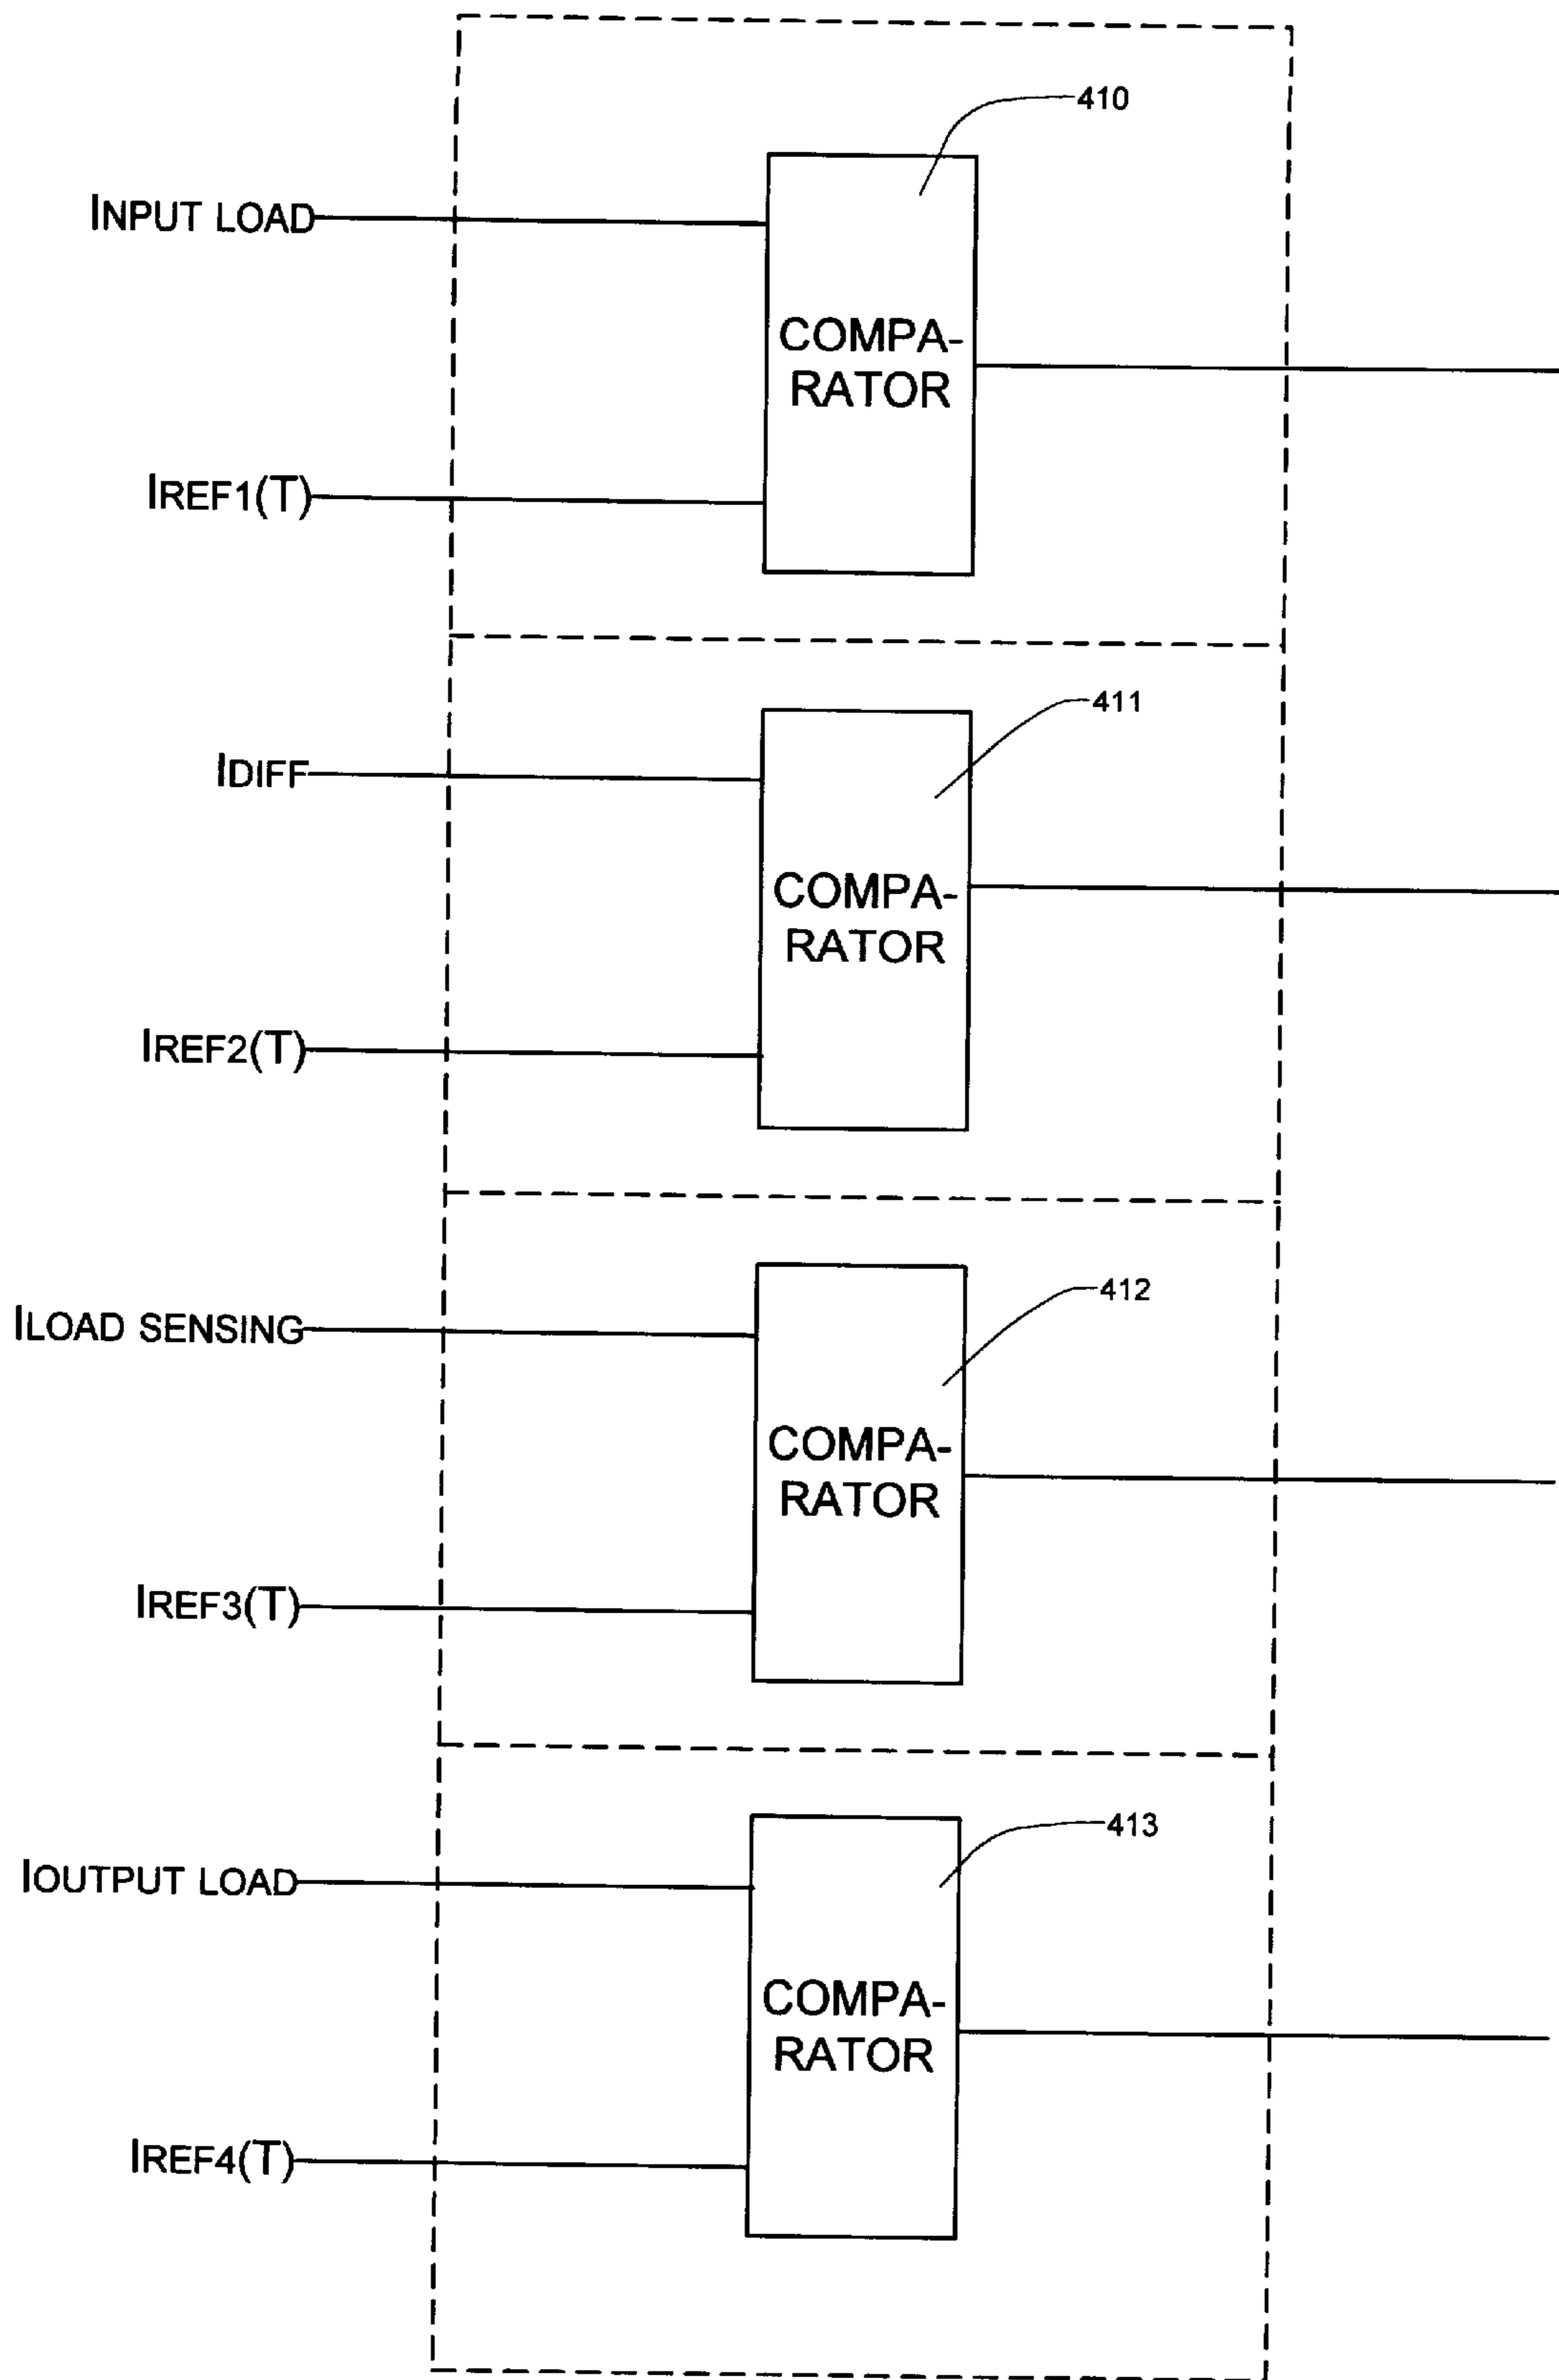 410
INPUT LOAD
COMPA-
RATOR
IREF1(T)
411
IDIFF
COMPA-
RATOR
IREF2(T)
412
ILOAD SENSING
COMPA-
RATOR
IREF3(T)
413
IOUTPUT LOAD
COMPA-
RATOR
IREF4(T)